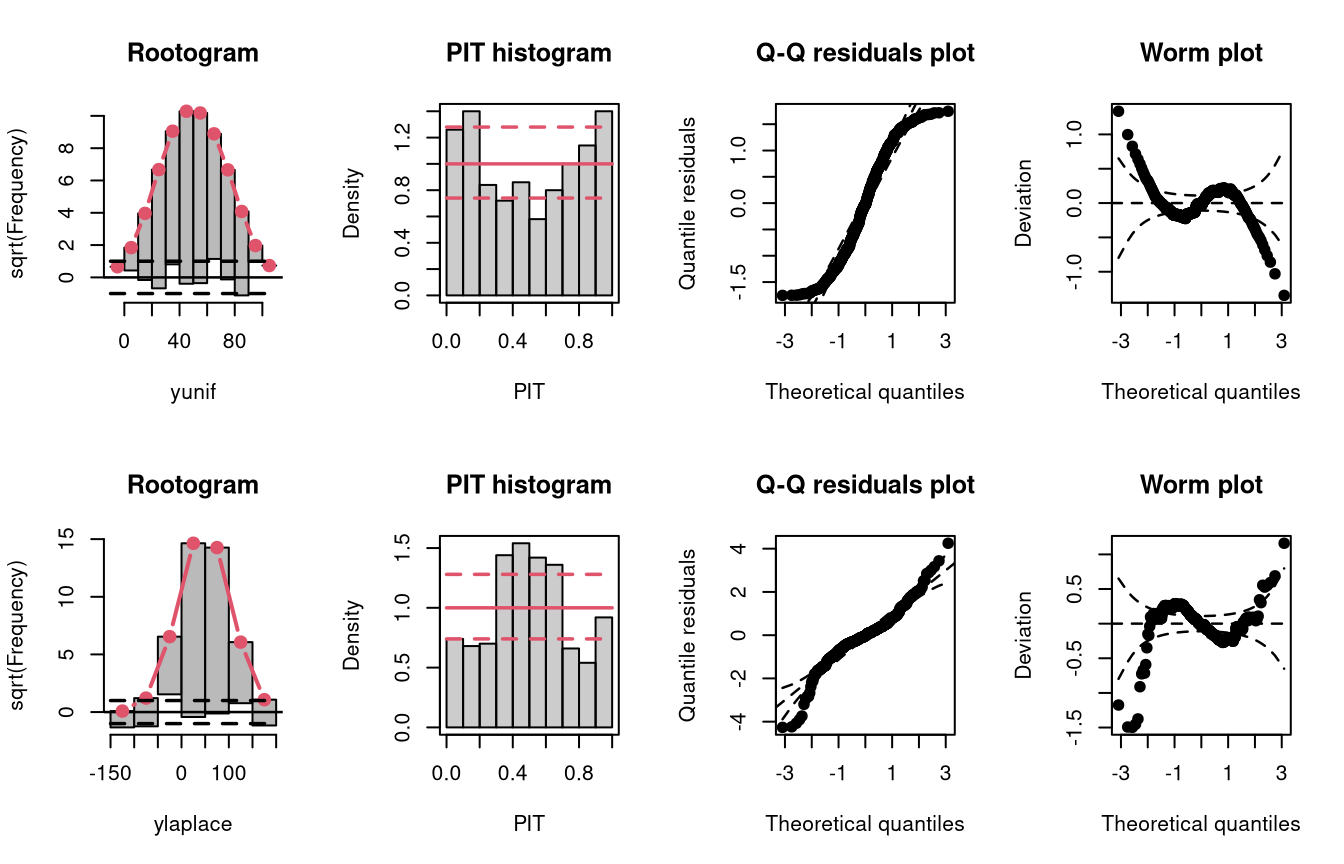 Rootogram
sqrt(Frequency)
0 2 4 6 8
0 40 80
yunif
PIT histogram
Density
0.0 0.4 0.8 1.2
0.0 0.4 0.8
PIT
Q-Q residuals plot
Quantile residuals
-1.5 0.0 1.0
-3 -1 1 3
Theoretical quantiles
Worm plot
Deviation
-1.0 0.0 1.0
-3 -1 1 3
Theoretical quantiles
Rootogram
sqrt(Frequency)
0 5 10 15
-150 0 100
ylaplace
PIT histogram
Density
0.0 0.5 1.0 1.5
0.0 0.4 0.8
PIT
Q-Q residuals plot
Quantile residuals
-4 -2 0 2 4
-3 -1 1 3
Theoretical quantiles
Worm plot
Deviation
-1.5 -0.5 0.5
-3 -1 1 3
Theoretical quantiles